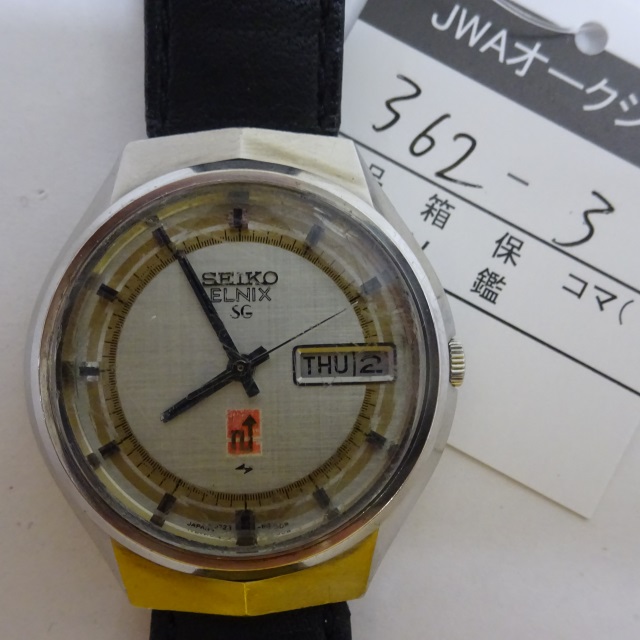 JWAオークシ
362-3
箱 保
鑑 コマ(
SEIKO
ELNIX
SG
THU 2
JAPAN